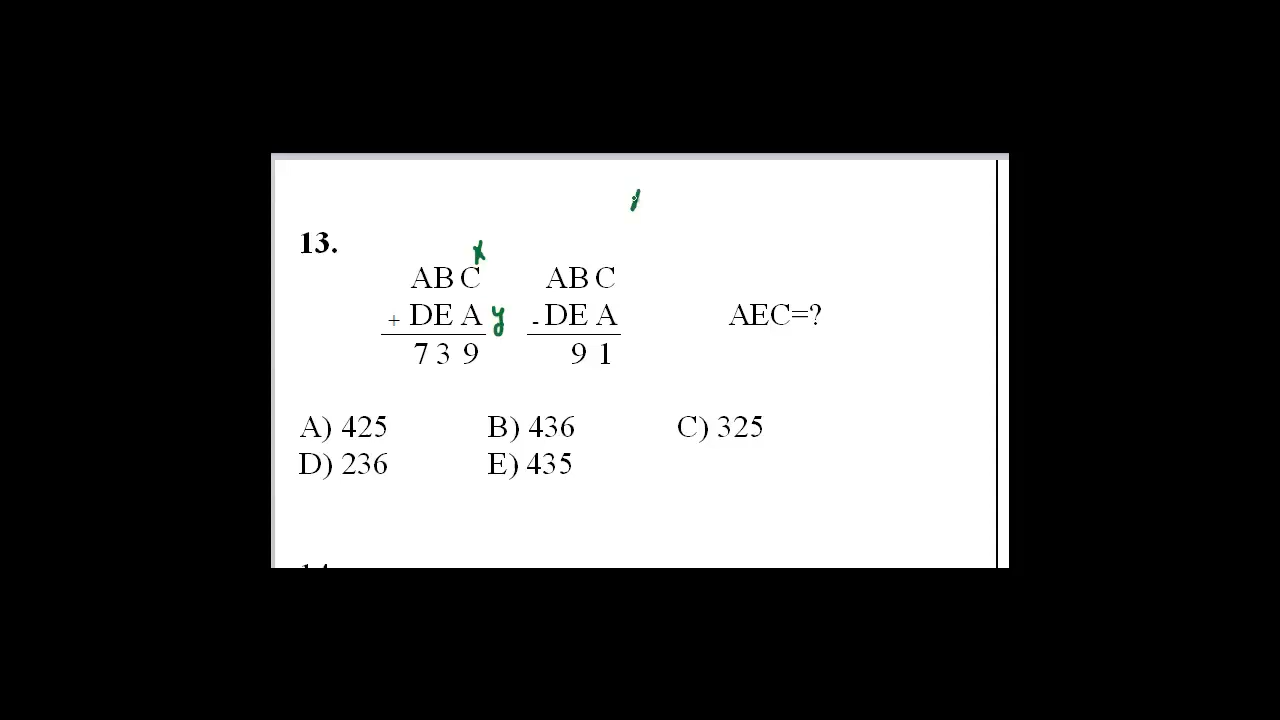 13.
x
ABC ABC
+ DEA y - DEA AEC=?
739 91
A) 425 B) 436 C) 325
D) 236 E) 435